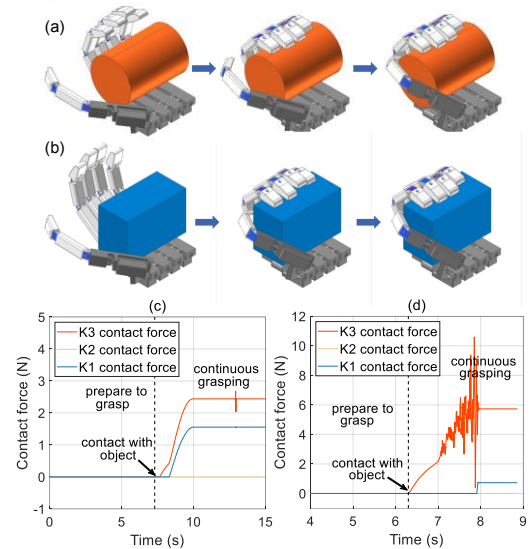 (a)
(b)
(c)
(d)
5
4
3
2
1
0
-1
Contact force (N)
K3 contact force
K2 contact force
K1 contact force
prepare to
grasp
continuous
grasping
contact with
object
0
5
10
15
Time (s)
12
10
8
6
4
2
0
Contact force (N)
K3 contact force
K2 contact force
K1 contact force
continuous
grasping
prepare to
grasp
contact with
object
4
5
6
7
8
9
Time (s)